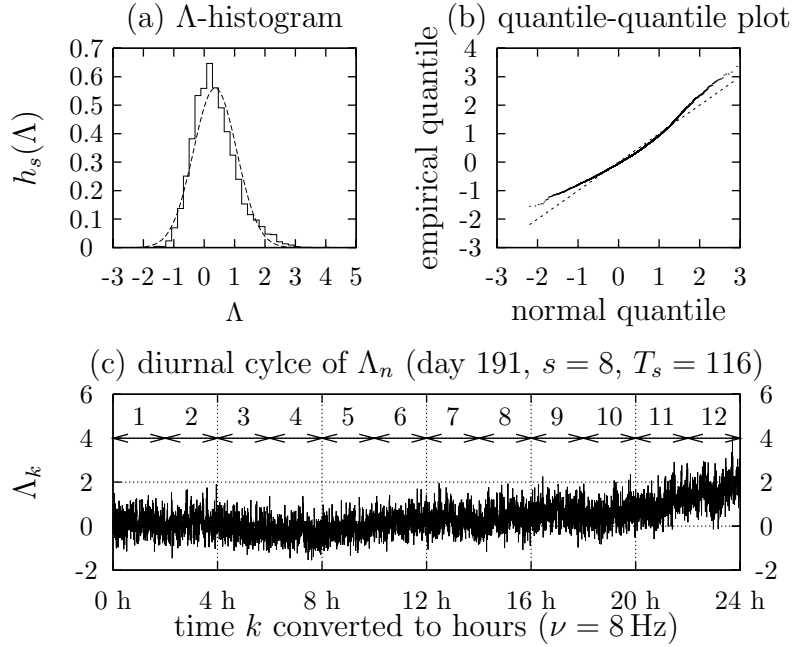 (a) Λ-histogram
(b) quantile-quantile plot
h_s(Λ)
0.7
0.6
0.5
0.4
0.3
0.2
0.1
0
-3 -2 -1 0 1 2 3 4 5
Λ
empirical quantile
4
3
2
1
0
-1
-2
-3
-3 -2 -1 0 1 2 3
normal quantile
(c) diurnal cylce of Λ_n (day 191, s = 8, T_s = 116)
Λ_k
6
4
2
0
-2
1 2 3 4 5 6 7 8 9 10 11 12
6
4
2
0
-2
0 h 4 h 8 h 12 h 16 h 20 h 24 h
time k converted to hours (ν = 8 Hz)